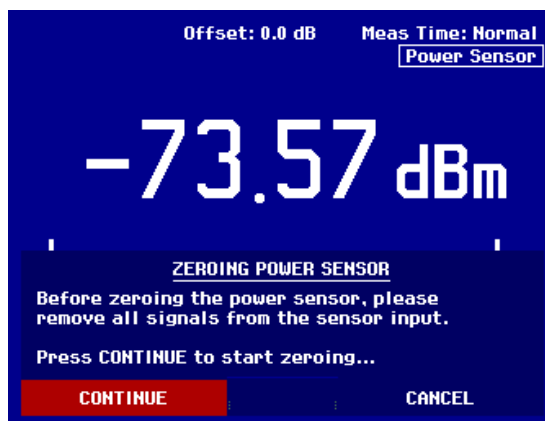 Offset: 0.0 dB Meas Time: Normal
Power Sensor
-73.57 dBm
ZEROING POWER SENSOR
Before zeroing the power sensor, please
remove all signals from the sensor input.
Press CONTINUE to start zeroing...
CONTINUE CANCEL